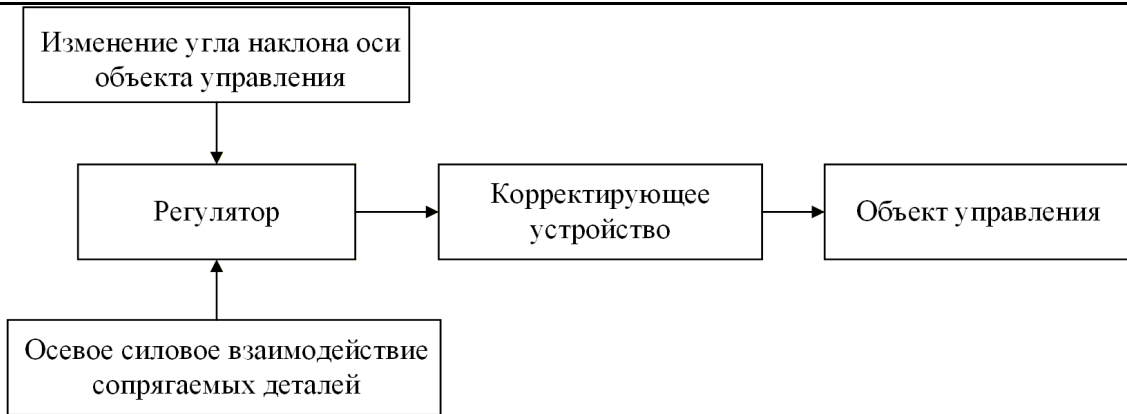 Изменение угла наклона оси
объекта управления
Регулятор
Корректирующее
устройство
Объект управления
Осевое силовое взаимодействие
сопрягаемых деталей